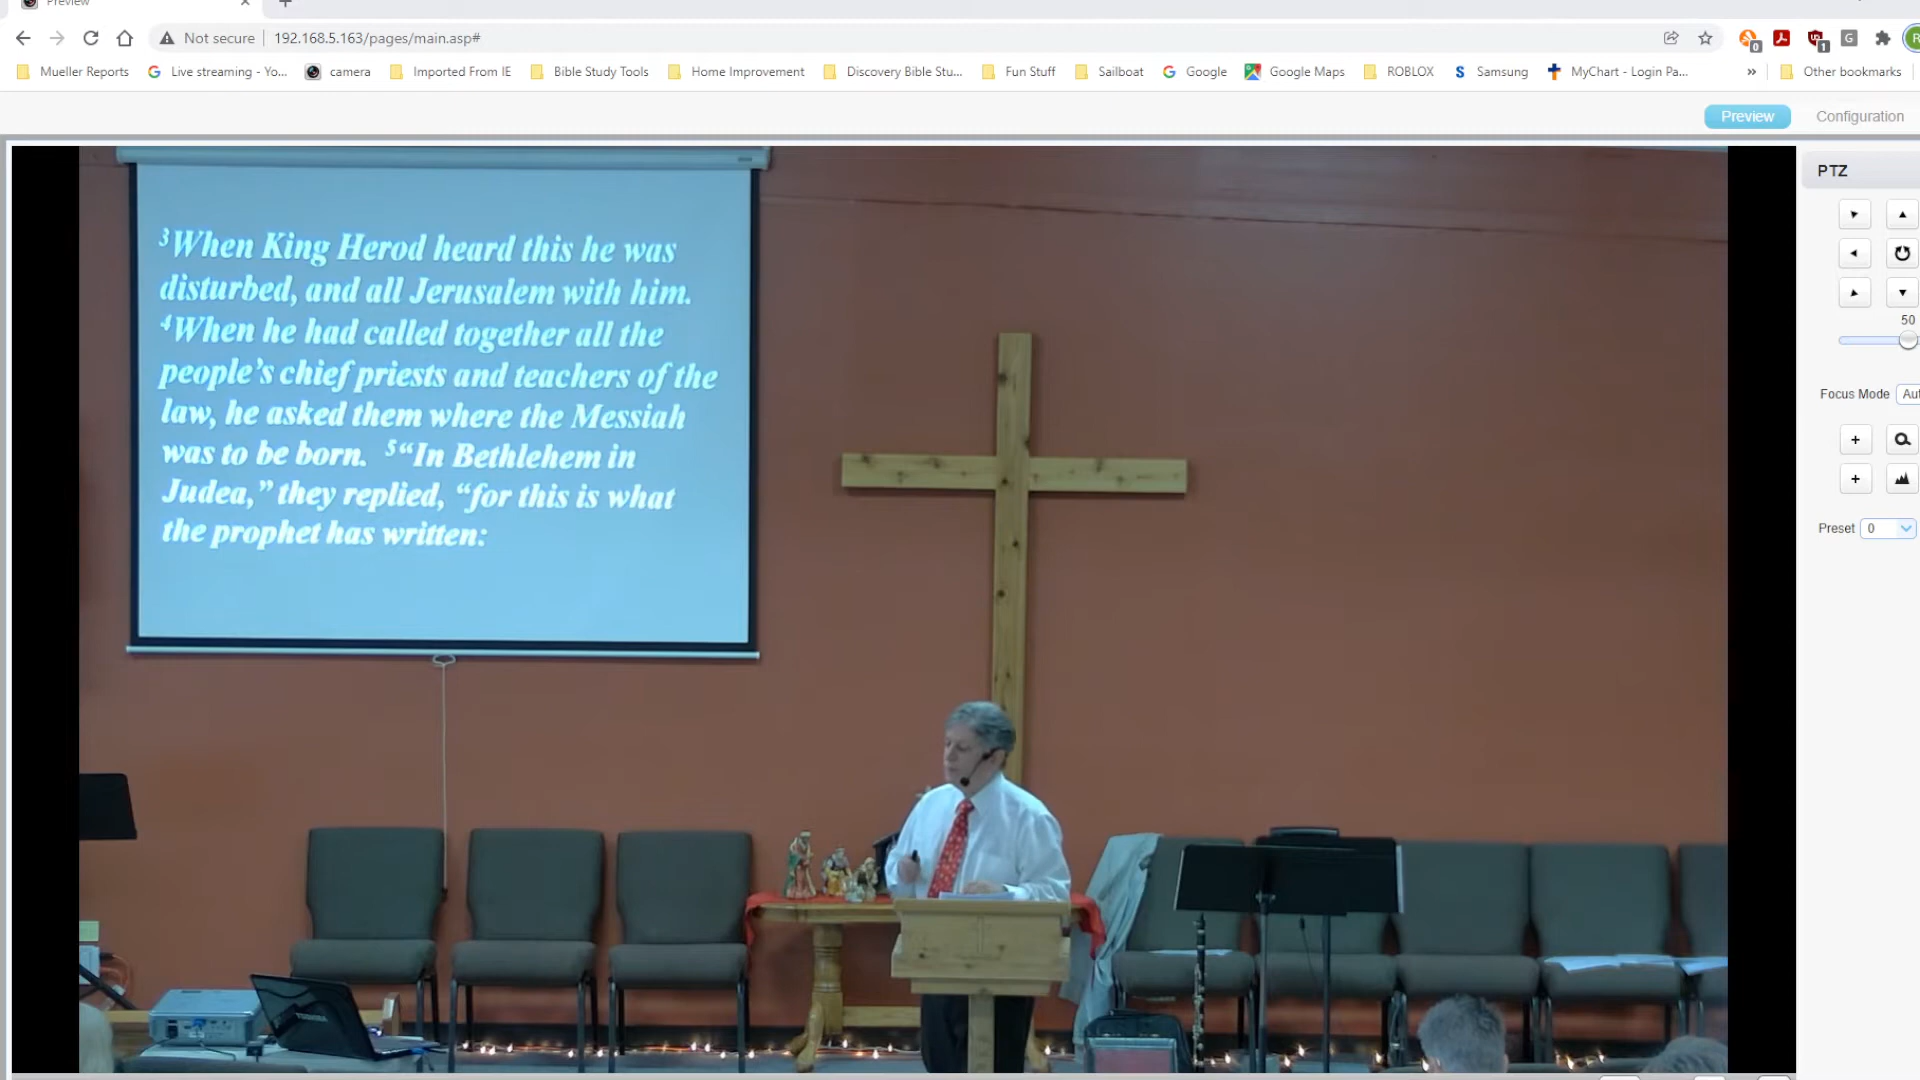 Preview
Not secure
192.168.5.163/pages/main.asp#
0
1
G
R
Mueller Reports
Live streaming - Yo...
camera
Imported From IE
Bible Study Tools
Home Improvement
Discovery Bible Stu...
Fun Stuff
Sailboat
Google
Google Maps
ROBLOX
Samsung
MyChart - Login Pa...
»
Other bookmarks
Preview
Configuration
PTZ
50
Focus Mode
Aut
Preset
0
3When King Herod heard this he was
disturbed, and all Jerusalem with him.
4When he had called together all the
people's chief priests and teachers of the
law, he asked them where the Messiah
was to be born. 5“In Bethlehem in
Judea,” they replied, “for this is what
the prophet has written:
TOSHIBA